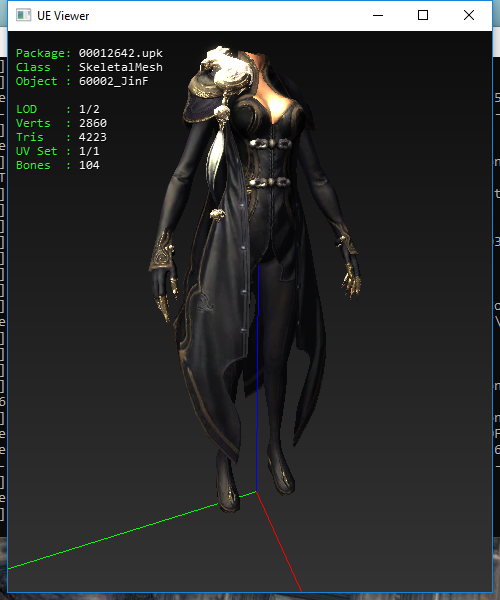 UE Viewer
Package: 00012642.upk
Class  : SkeletalMesh
Object : 60002_JinF
LOD    : 1/2
Verts  : 2860
Tris   : 4223
UV Set : 1/1
Bones  : 104